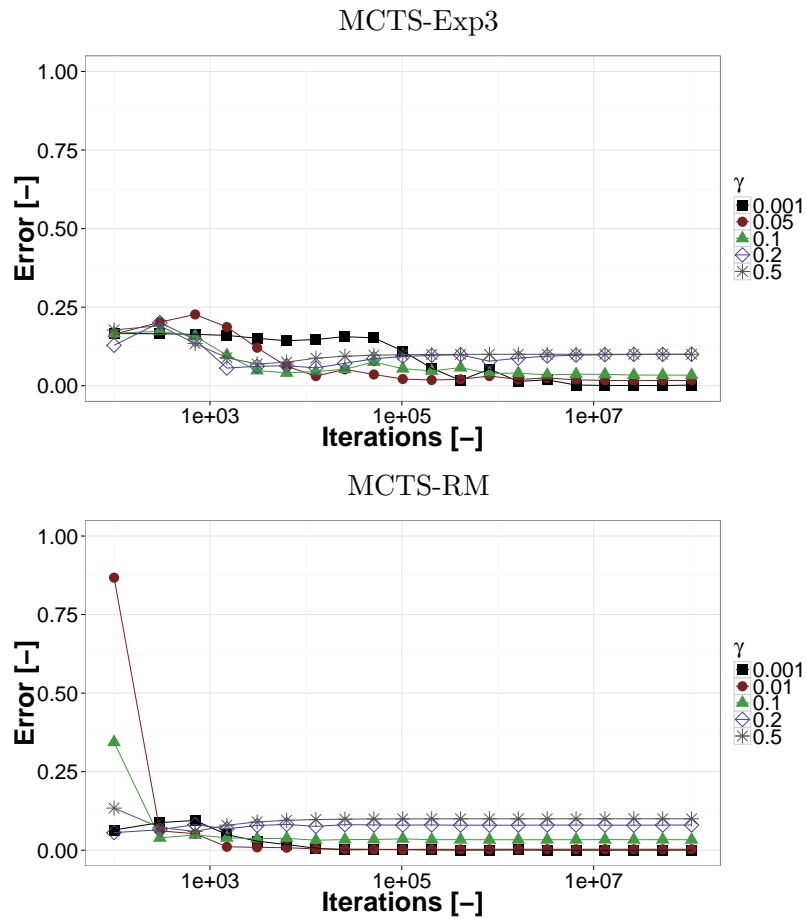 MCTS-Exp3
1.00
0.75
0.50
0.25
0.00
Error [−]
1e+03
1e+05
1e+07
Iterations [−]
γ
0.001
0.05
0.1
0.2
0.5
MCTS-RM
1.00
0.75
0.50
0.25
0.00
Error [−]
1e+03
1e+05
1e+07
Iterations [−]
γ
0.001
0.01
0.1
0.2
0.5